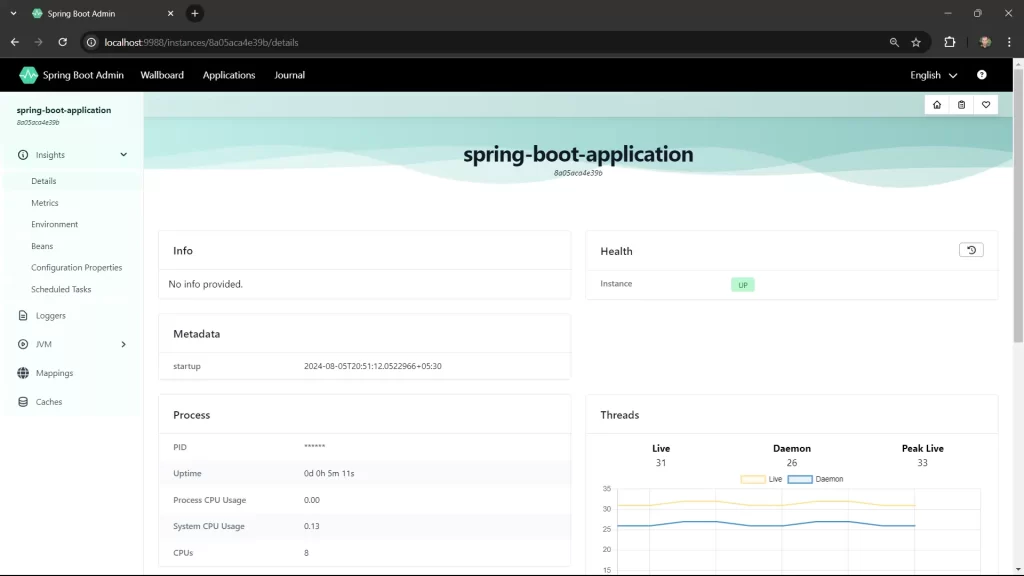 Spring Boot Admin
localhost:9988/instances/8a05aca4e39b/details
Spring Boot Admin Wallboard Applications Journal English
spring-boot-application
8a05aca4e39b
Insights
Details
Metrics
Environment
Beans
Configuration Properties
Scheduled Tasks
Loggers
JVM
Mappings
Caches
spring-boot-application
8a05aca4e39b
Info
No info provided.
Health
Instance UP
Metadata
startup 2024-08-05T20:51:12.0522966+05:30
Process
PID ******
Uptime 0d 0h 5m 11s
Process CPU Usage 0.00
System CPU Usage 0.13
CPUs 8
Threads
Live Daemon Peak Live
31 26 33
Live Daemon
35
30
25
20
15